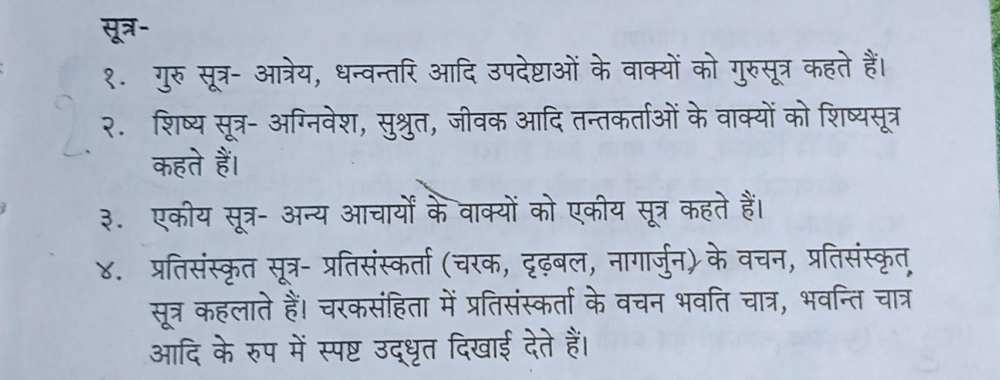 सूत्र-
१. गुरु सूत्र- आत्रेय, धन्वन्तरि आदि उपदेष्टाओं के वाक्यों को गुरुसूत्र कहते हैं।
२. शिष्य सूत्र- अग्निवेश, सुश्रुत, जीवक आदि तन्तकर्ताओं के वाक्यों को शिष्यसूत्र
कहते हैं।
३. एकीय सूत्र- अन्य आचार्यों के वाक्यों को एकीय सूत्र कहते हैं।
४. प्रतिसंस्कृत सूत्र- प्रतिसंस्कर्ता (चरक, दृढ़बल, नागार्जुन) के वचन, प्रतिसंस्कृत
सूत्र कहलाते हैं। चरकसंहिता में प्रतिसंस्कर्ता के वचन भवति चात्र, भवन्ति चात्र
आदि के रुप में स्पष्ट उद्धृत दिखाई देते हैं।